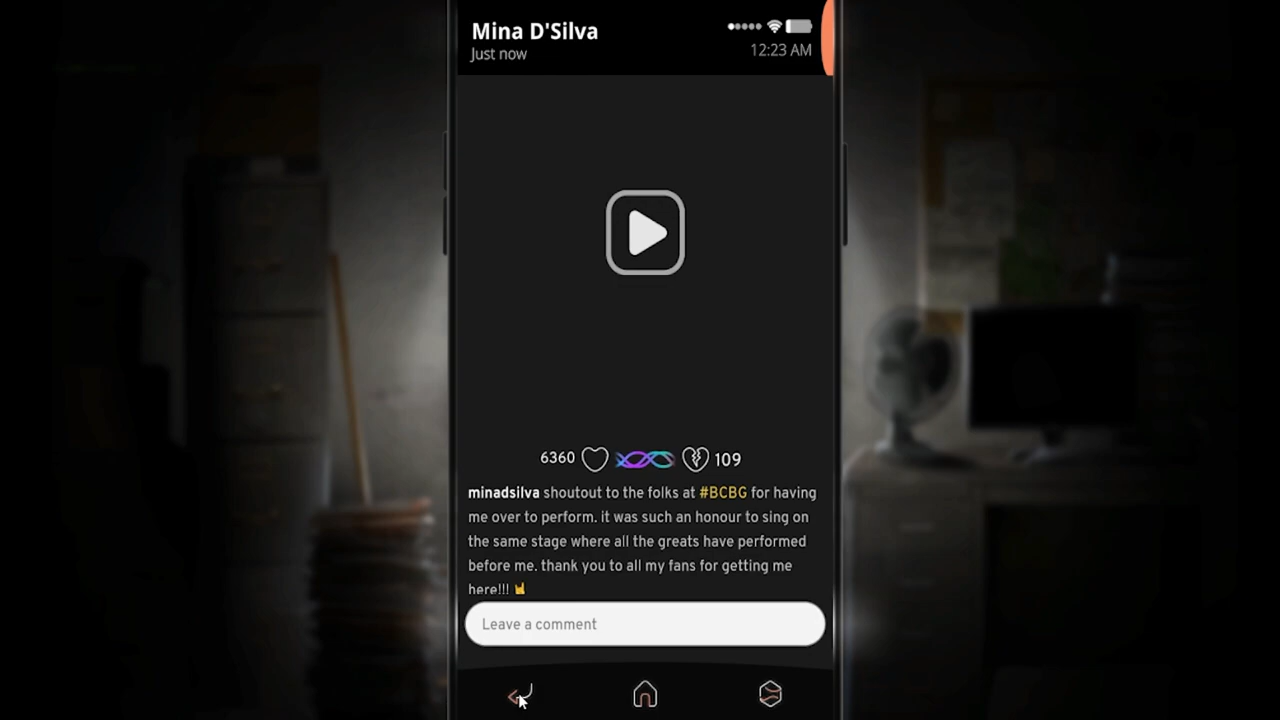 Mina D'Silva
Just now
12:23 AM
6360
109
minadsilva shoutout to the folks at #BCBG for having
me over to perform. it was such an honour to sing on
the same stage where all the greats have performed
before me. thank you to all my fans for getting me
here!!! 🤘
Leave a comment